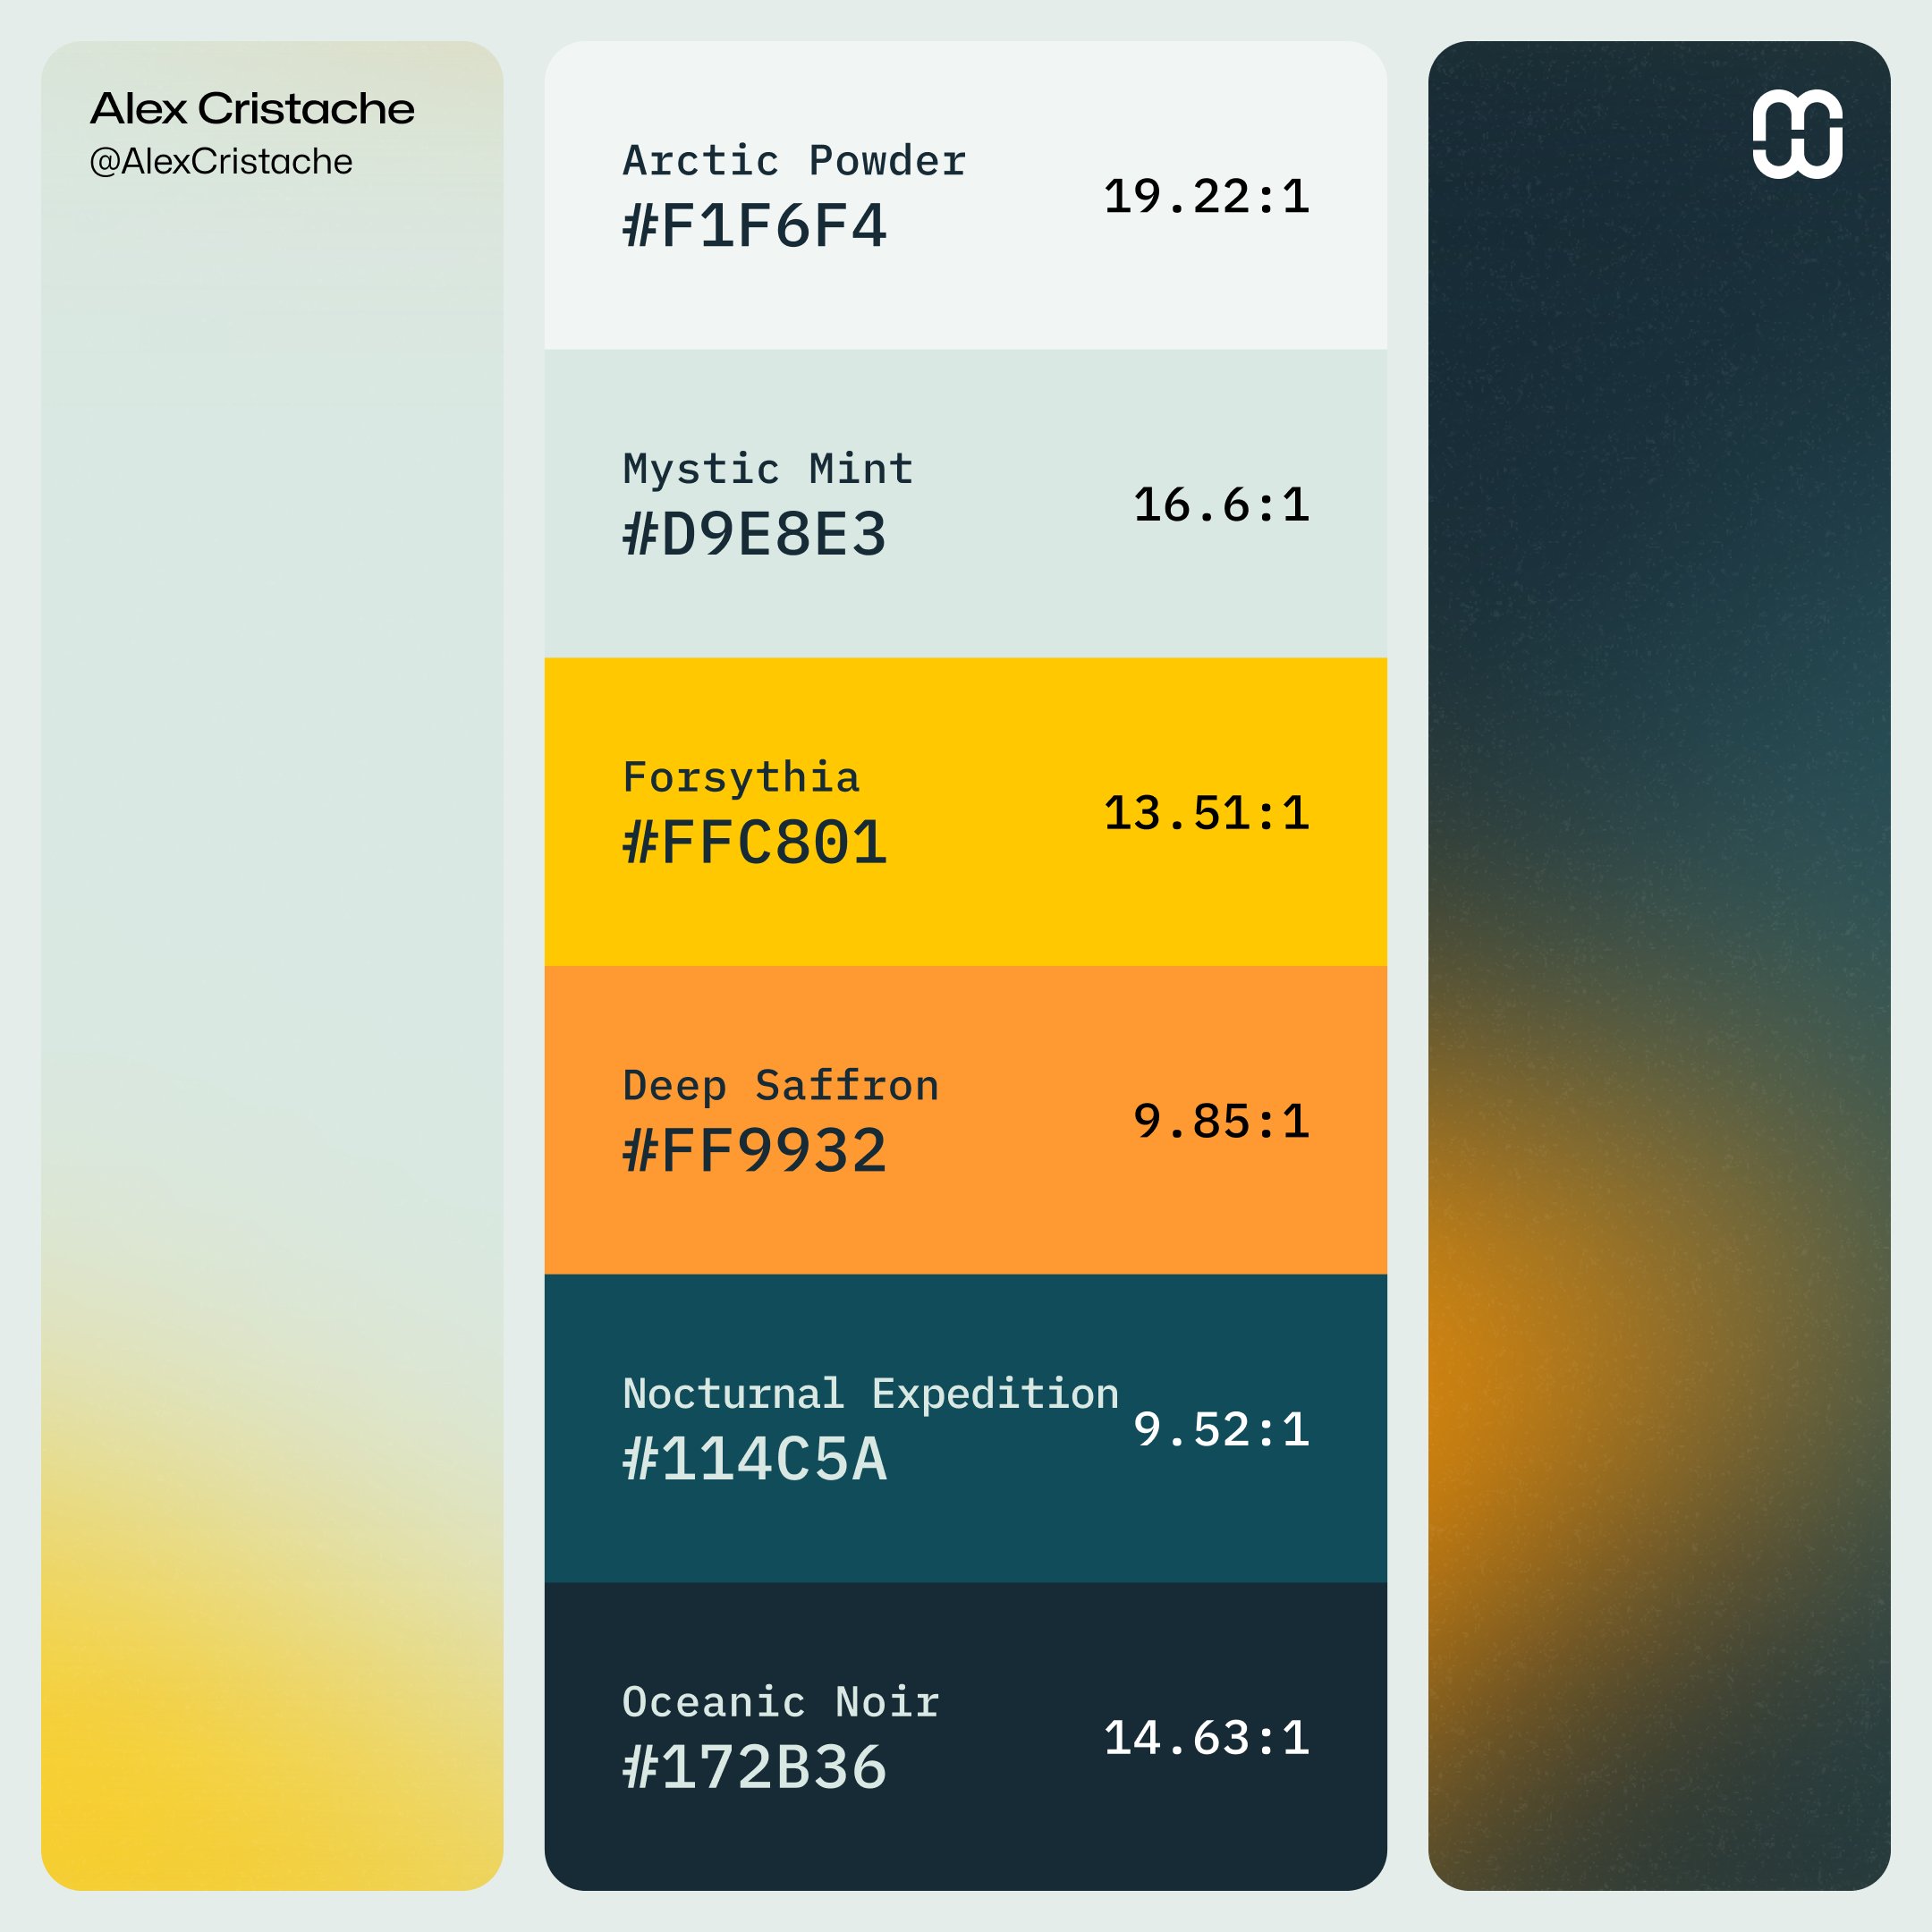 Alex Cristache
@AlexCristache
Arctic Powder
#F1F6F4
19.22:1
Mystic Mint
#D9E8E3
16.6:1
Forsythia
#FFC801
13.51:1
Deep Saffron
#FF9932
9.85:1
Nocturnal Expedition
#114C5A
9.52:1
Oceanic Noir
#172B36
14.63:1